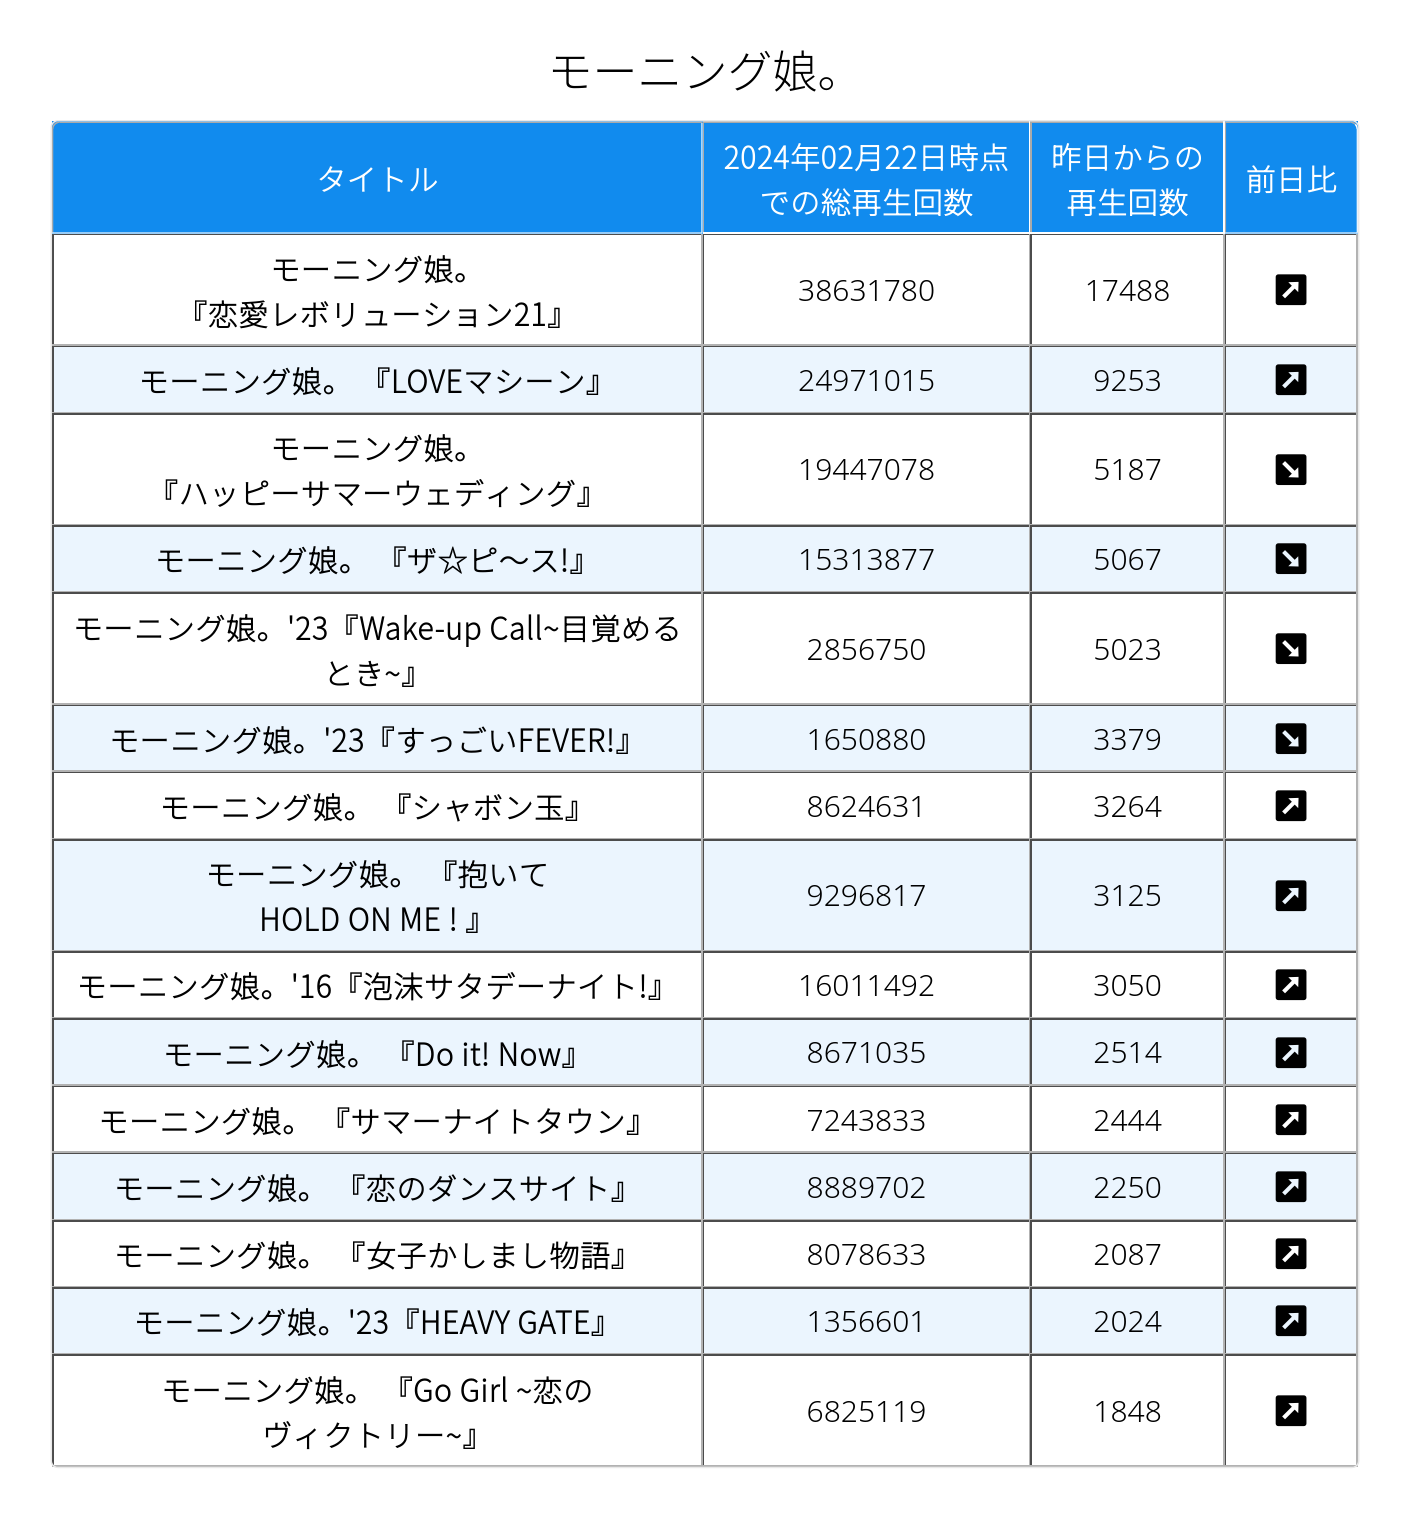 モーニング娘。
タイトル
2024年02月22日時点
での総再生回数
昨日からの
再生回数
前日比
モーニング娘。
『恋愛レボリューション21』
38631780
17488
モーニング娘。 『LOVEマシーン』
24971015
9253
モーニング娘。
『ハッピーサマーウェディング』
19447078
5187
モーニング娘。 『ザ☆ピ〜ス!』
15313877
5067
モーニング娘。'23『Wake-up Call~目覚める
とき~』
2856750
5023
モーニング娘。'23『すっごいFEVER!』
1650880
3379
モーニング娘。 『シャボン玉』
8624631
3264
モーニング娘。 『抱いて
HOLD ON ME ! 』
9296817
3125
モーニング娘。'16『泡沫サタデーナイト!』
16011492
3050
モーニング娘。 『Do it! Now』
8671035
2514
モーニング娘。 『サマーナイトタウン』
7243833
2444
モーニング娘。 『恋のダンスサイト』
8889702
2250
モーニング娘。 『女子かしまし物語』
8078633
2087
モーニング娘。'23『HEAVY GATE』
1356601
2024
モーニング娘。 『Go Girl ~恋の
ヴィクトリー~』
6825119
1848